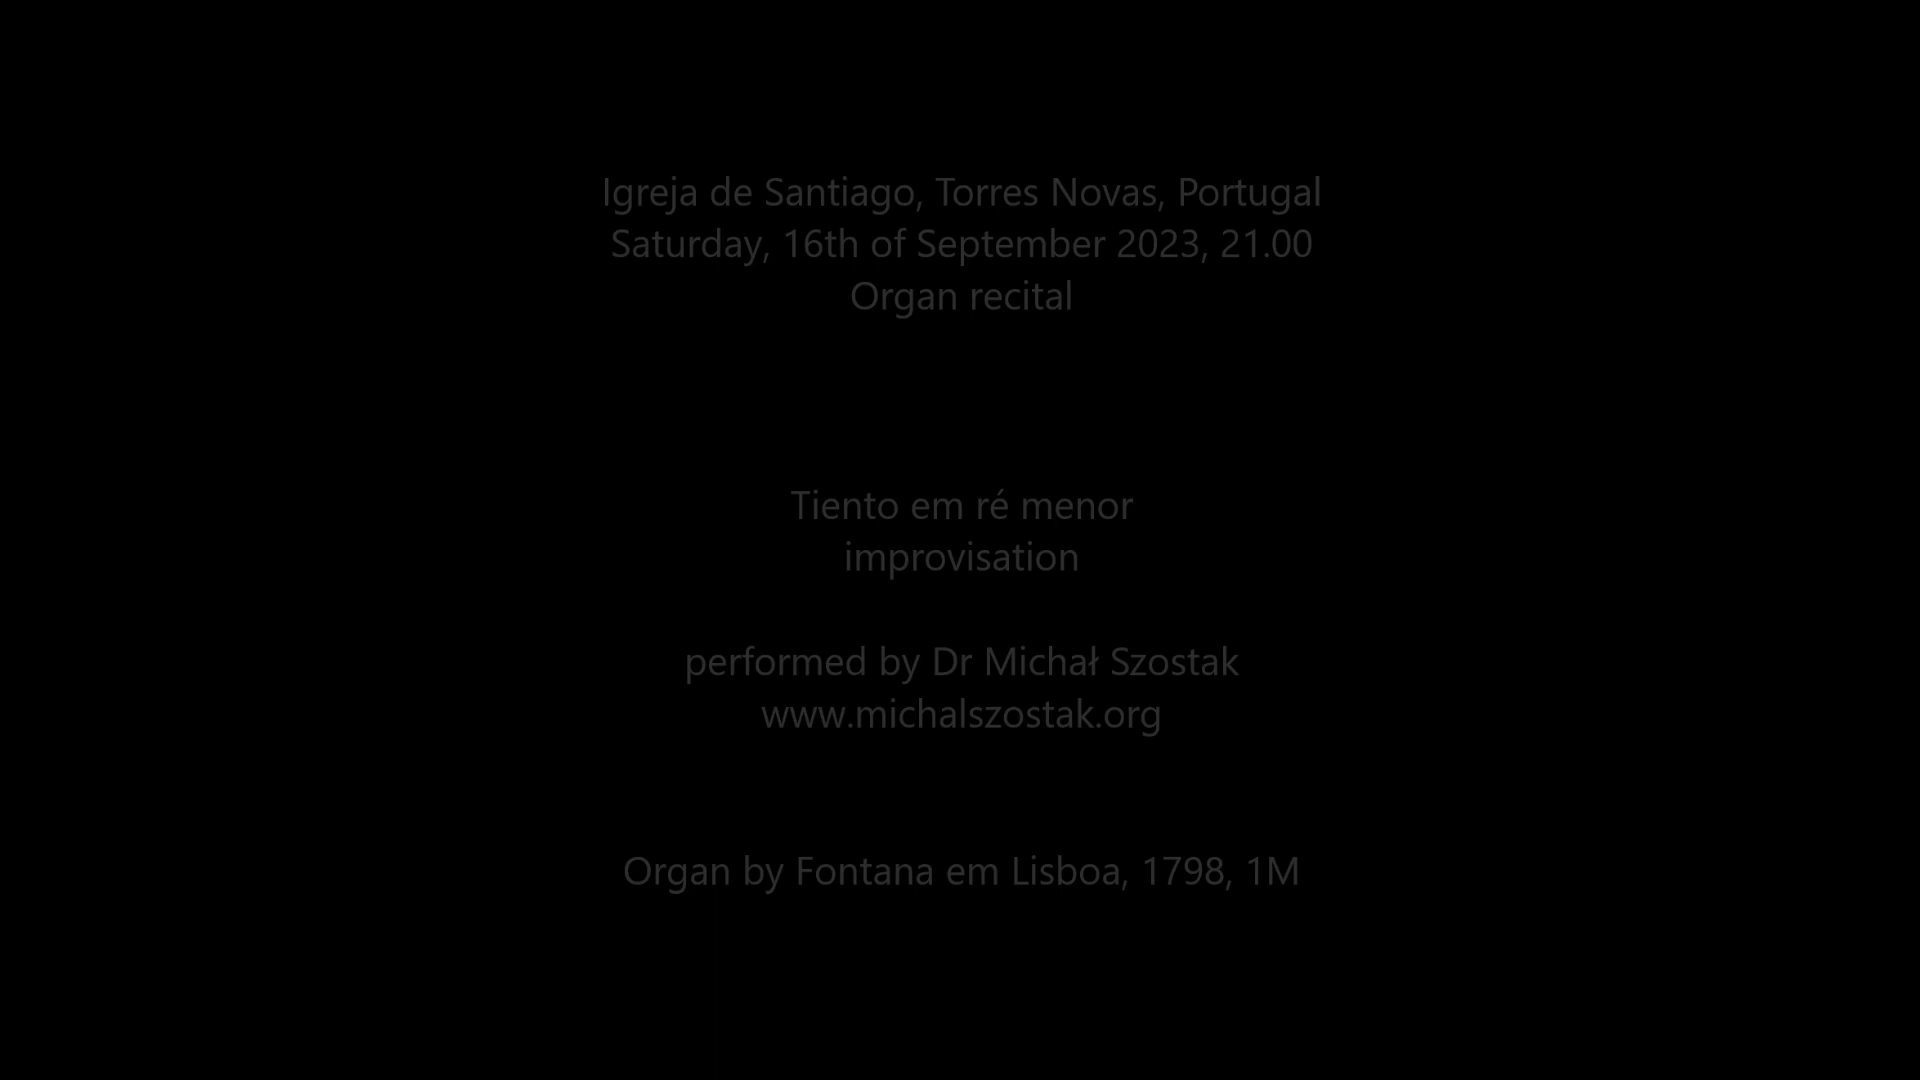 Igreja de Santiago, Torres Novas, Portugal
Saturday, 16th of September 2023, 21.00
Organ recital
Tiento em ré menor
improvisation
performed by Dr Michał Szostak
www.michalszostak.org
Organ by Fontana em Lisboa, 1798, 1M